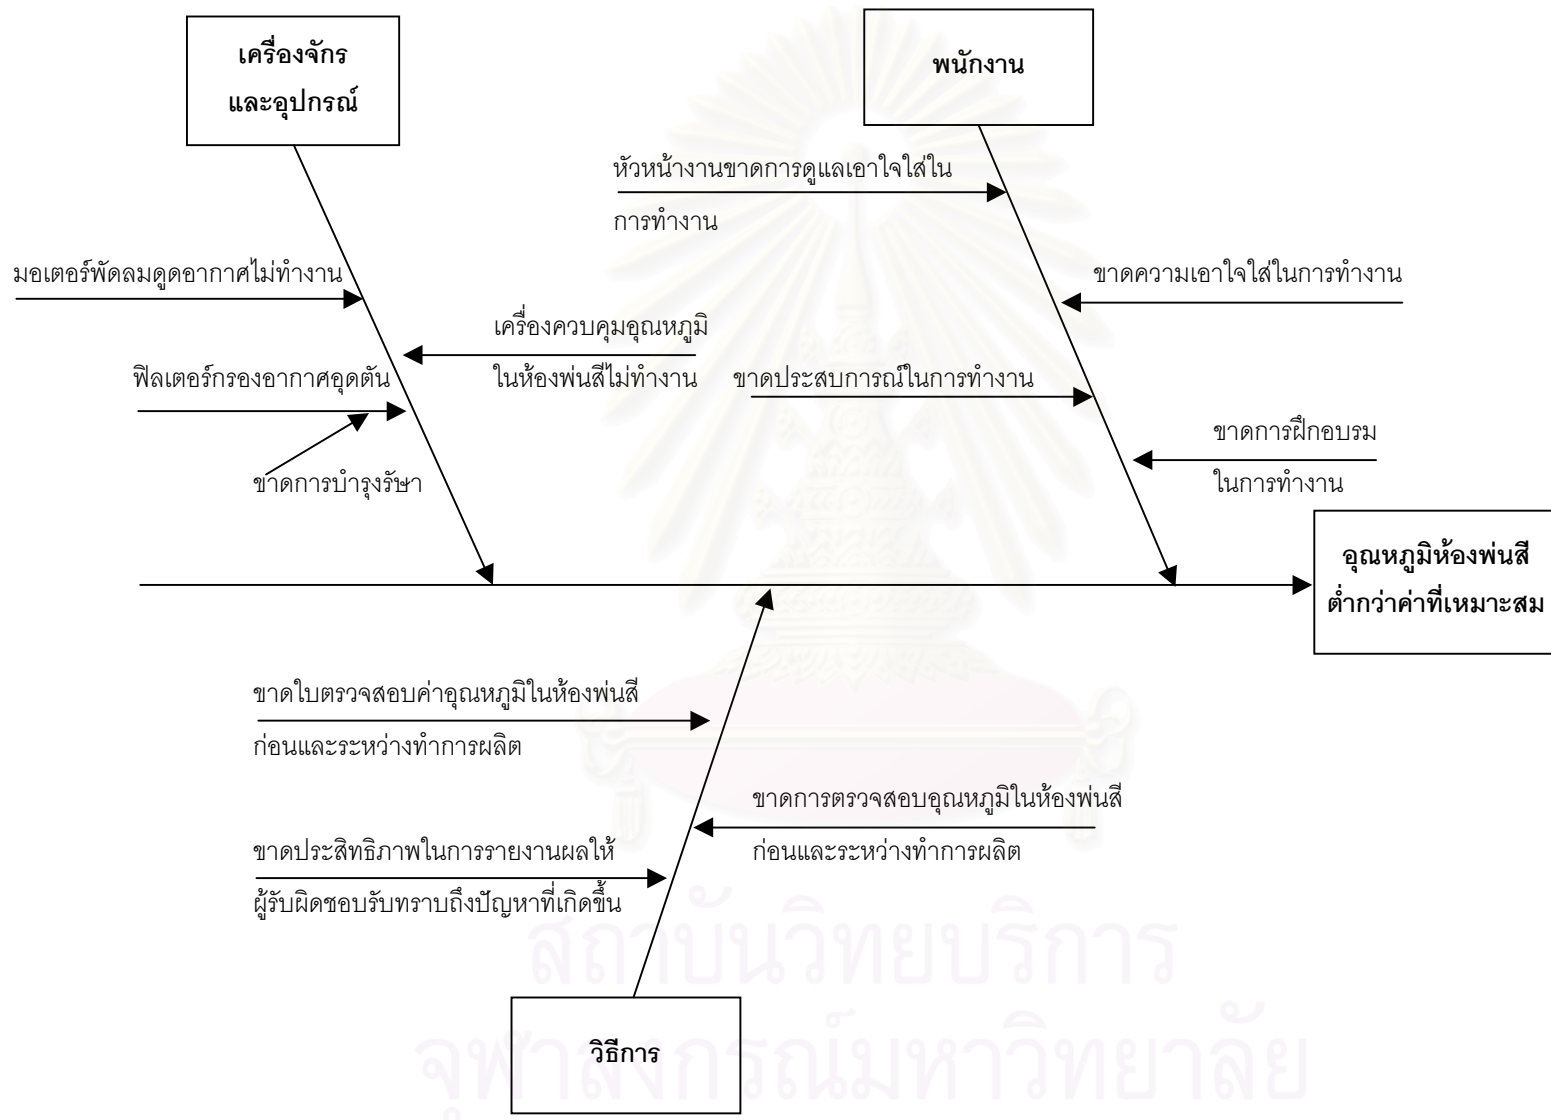 เครื่องจักร
และอุปกรณ์
พนักงาน
หัวหน้างานขาดการดูแลเอาใจใส่ใน
การทำงาน
มอเตอร์พัดลมดูดอากาศไม่ทำงาน
ขาดความเอาใจใส่ในการทำงาน
เครื่องควบคุมอุณหภูมิ
ในห้องพ่นสีไม่ทำงาน
ฟิลเตอร์กรองอากาศอุดตัน
ขาดประสบการณ์ในการทำงาน
ขาดการบำรุงรัษา
ขาดการฝึกอบรม
ในการทำงาน
อุณหภูมิห้องพ่นสี
ต่ำกว่าค่าที่เหมาะสม
ขาดใบตรวจสอบค่าอุณหภูมิในห้องพ่นสี
ก่อนและระหว่างทำการผลิต
ขาดการตรวจสอบอุณหภูมิในห้องพ่นสี
ก่อนและระหว่างทำการผลิต
ขาดประสิทธิภาพในการรายงานผลให้
ผู้รับผิดชอบรับทราบถึงปัญหาที่เกิดขึ้น
สถาบันวิทยบริการ
จุฬาลงกรณ์มหาวิทยาลัย
วิธีการ